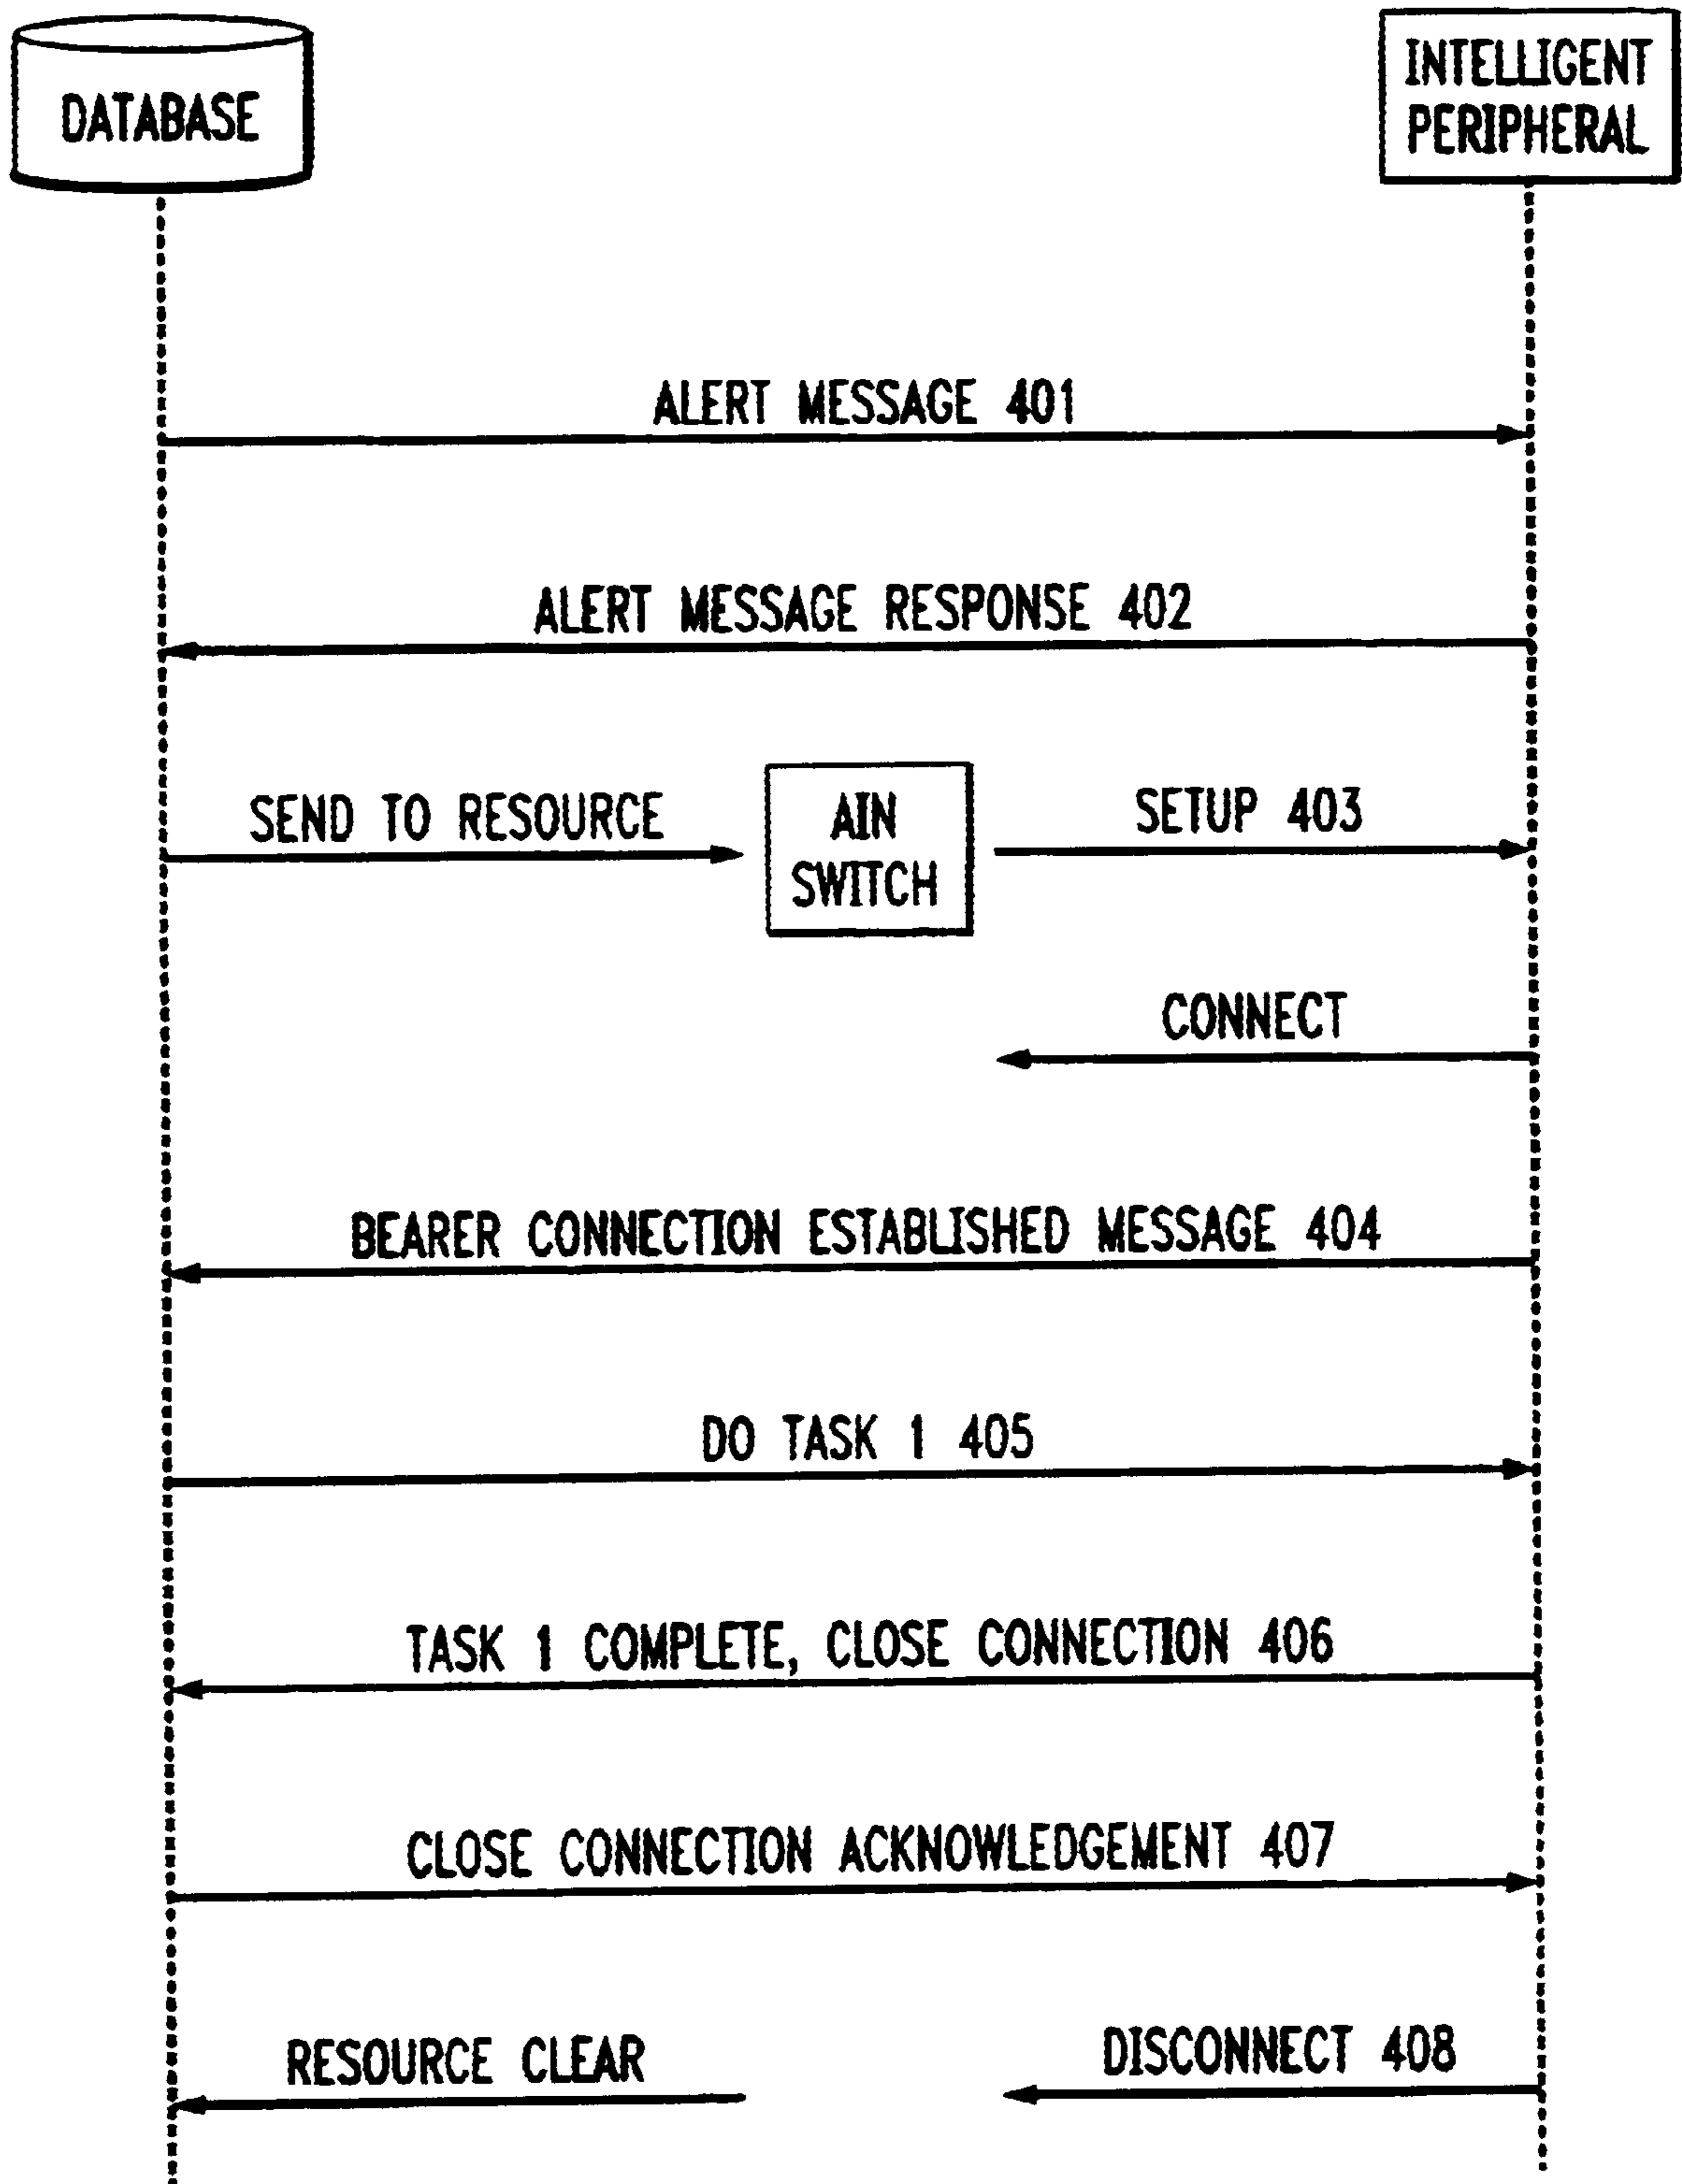 DATABASE
INTELLIGENT
PERIPHERAL
ALERT MESSAGE 401
ALERT MESSAGE RESPONSE 402
SEND TO RESOURCE
AIN
SWITCH
SETUP 403
CONNECT
BEARER CONNECTION ESTABLISHED MESSAGE 404
DO TASK 1 405
TASK 1 COMPLETE, CLOSE CONNECTION 406
CLOSE CONNECTION ACKNOWLEDGEMENT 407
RESOURCE CLEAR
DISCONNECT 408